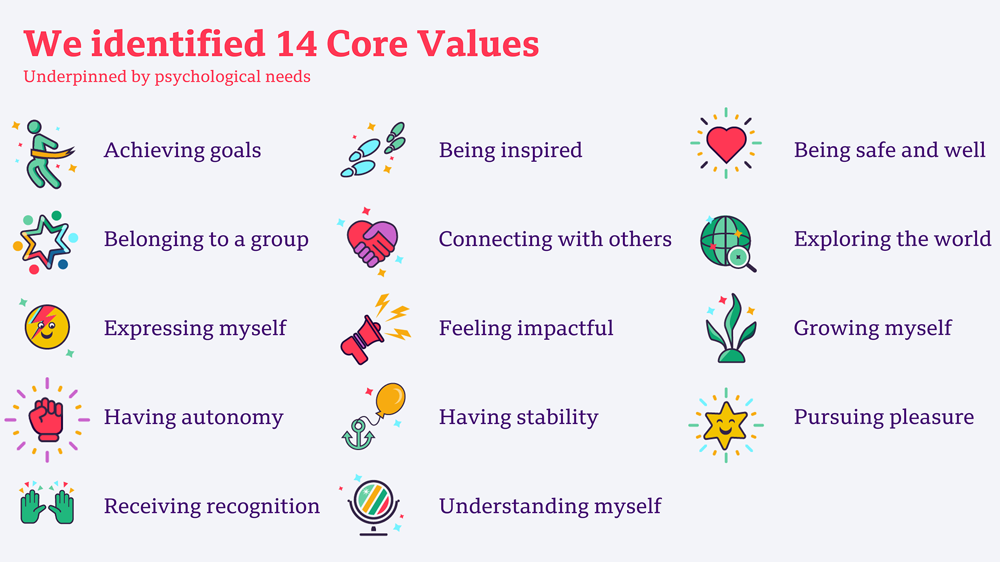 We identified 14 Core Values
Underpinned by psychological needs
Achieving goals
Being inspired
Being safe and well
Belonging to a group
Connecting with others
Exploring the world
Expressing myself
Feeling impactful
Growing myself
Having autonomy
Having stability
Pursuing pleasure
Receiving recognition
Understanding myself